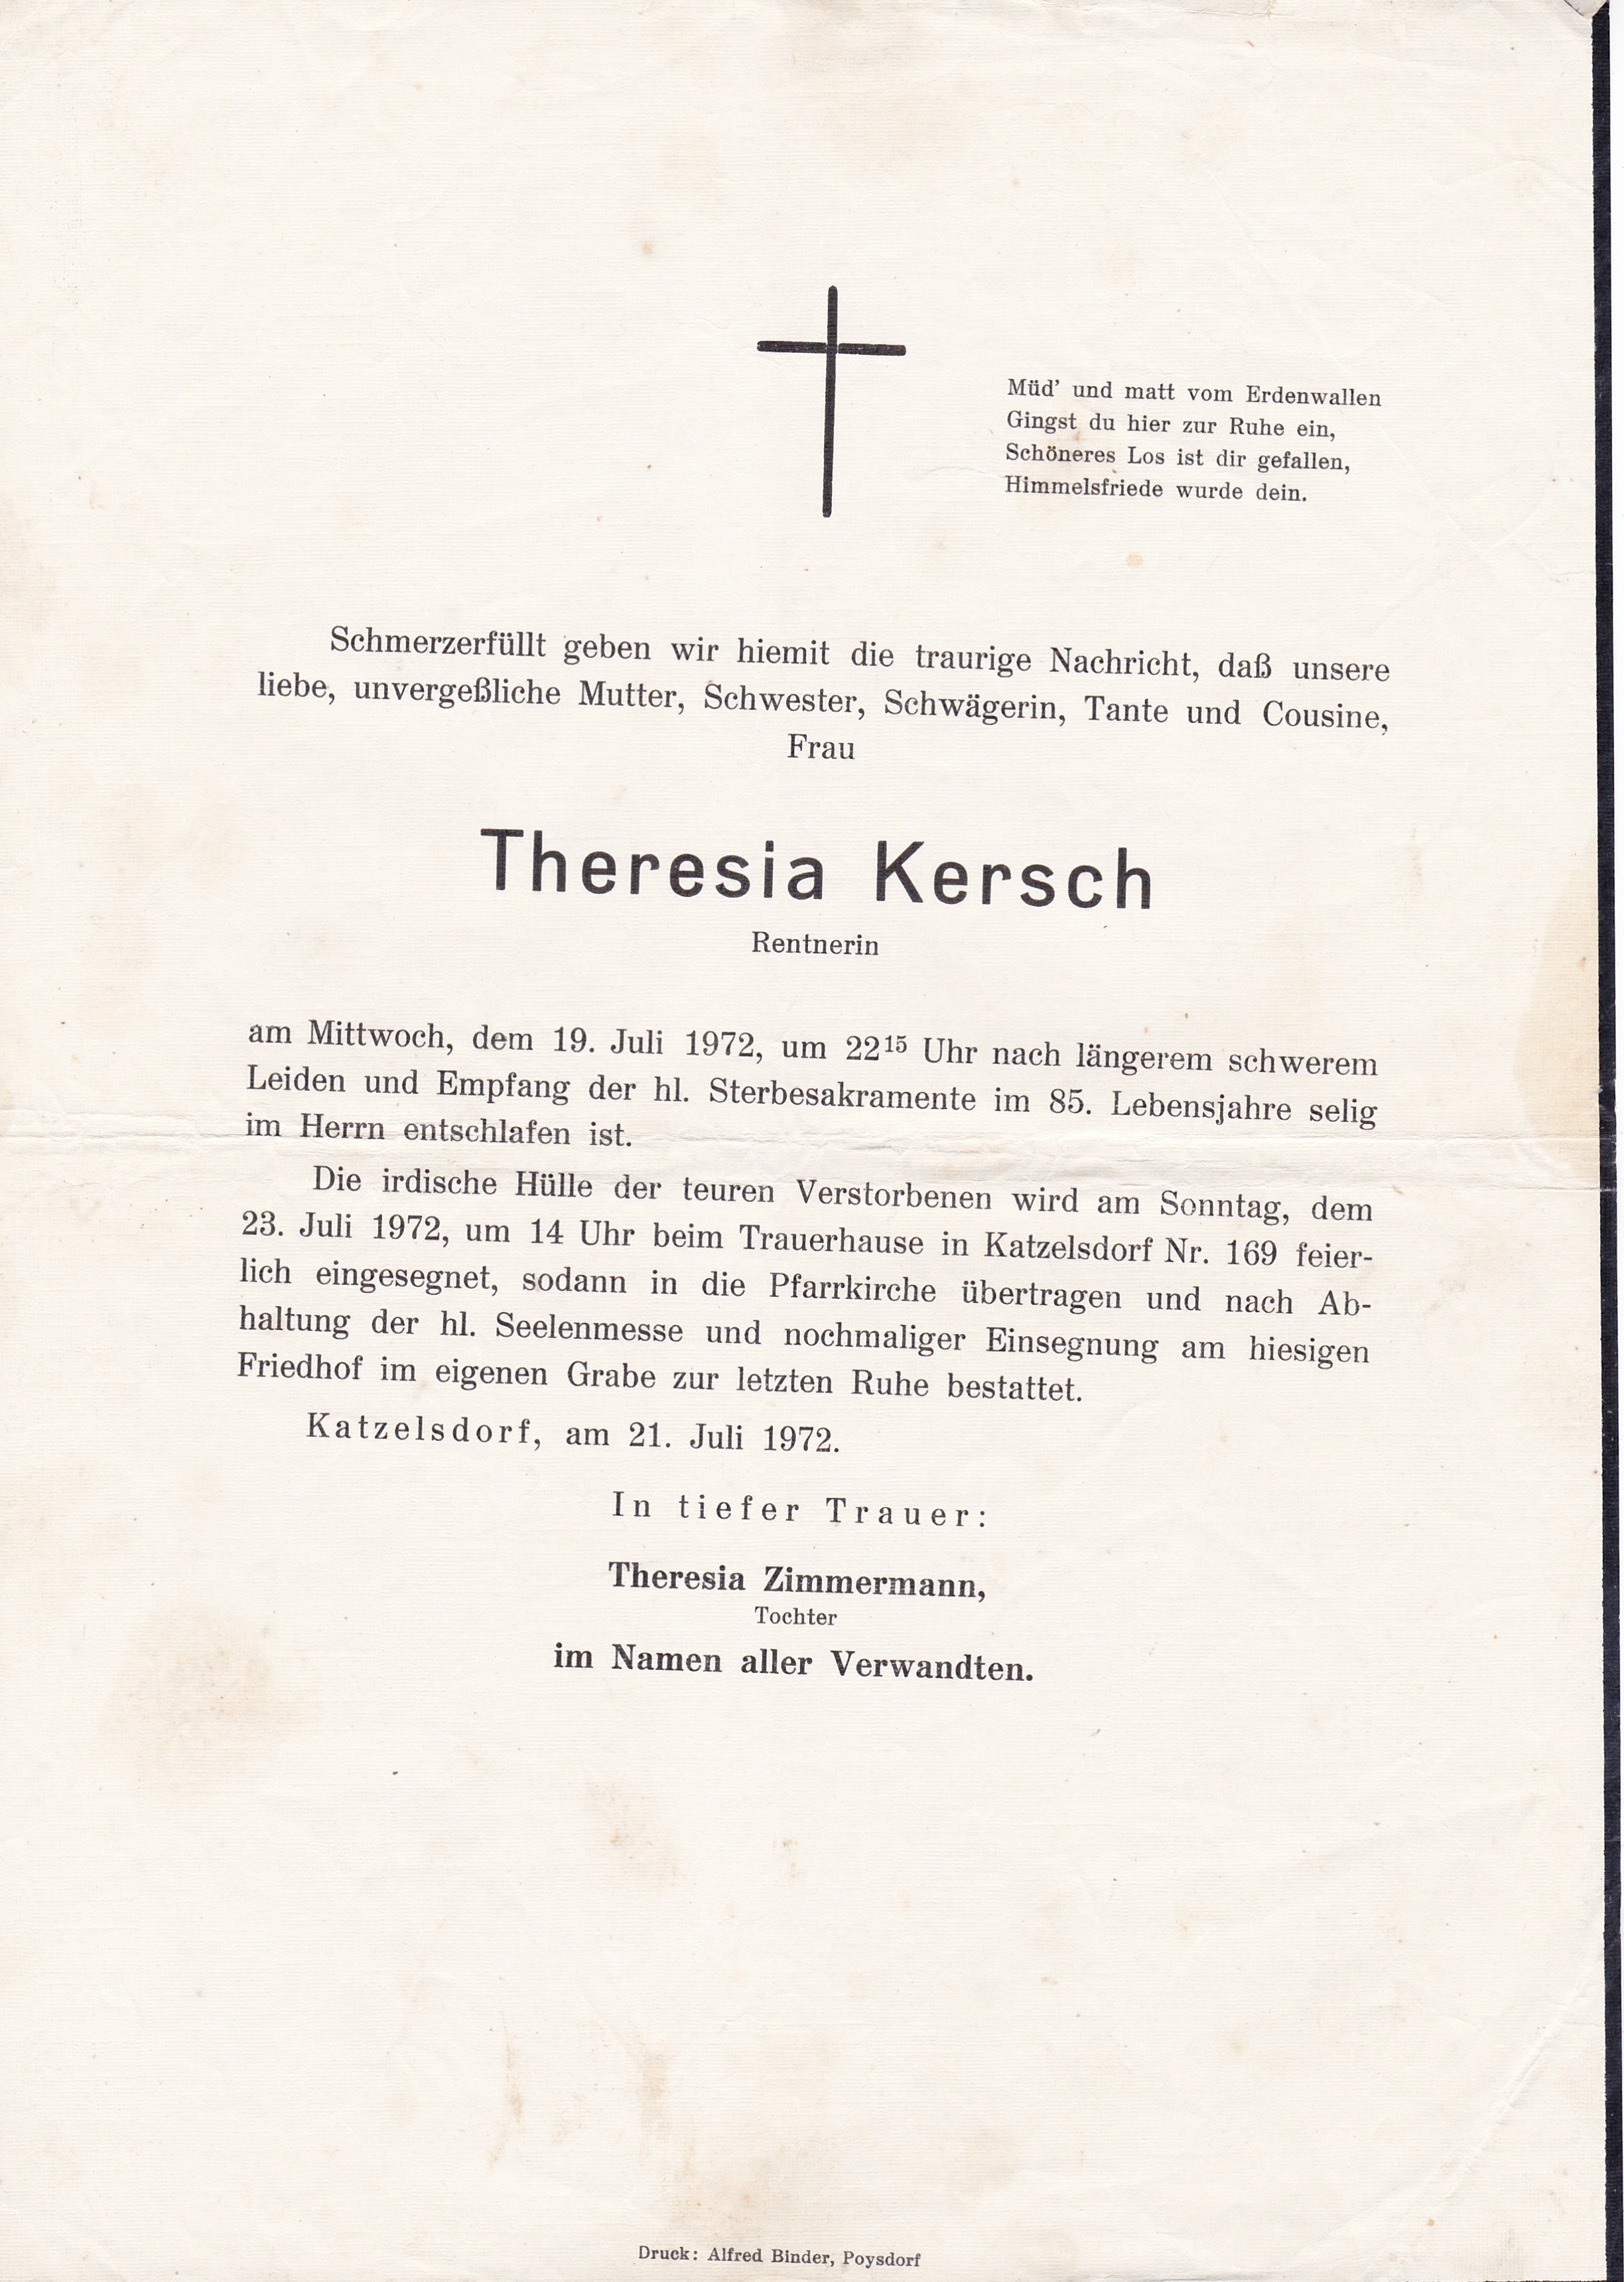 Müd’ und matt vom Erdenwallen
Gingst du hier zur Ruhe ein,
Schöneres Los ist dir gefallen,
Himmelsfriede wurde dein.
Schmerzerfüllt geben wir hiemit die traurige Nachricht, daß unsere
liebe, unvergeßliche Mutter, Schwester, Schwägerin, Tante und Cousine,
Frau
Theresia Kersch
Rentnerin
am Mittwoch, dem 19. Juli 1972, um 22¹⁵ Uhr nach längerem schwerem
Leiden und Empfang der hl. Sterbesakramente im 85. Lebensjahre selig
im Herrn entschlafen ist.
Die irdische Hülle der teuren Verstorbenen wird am Sonntag, dem
23. Juli 1972, um 14 Uhr beim Trauerhause in Katzelsdorf Nr. 169 feier-
lich eingesegnet, sodann in die Pfarrkirche übertragen und nach Ab-
haltung der hl. Seelenmesse und nochmaliger Einsegnung am hiesigen
Friedhof im eigenen Grabe zur letzten Ruhe bestattet.
Katzelsdorf, am 21. Juli 1972.
In tiefer Trauer:
Theresia Zimmermann,
Tochter
im Namen aller Verwandten.
Druck: Alfred Binder, Poysdorf